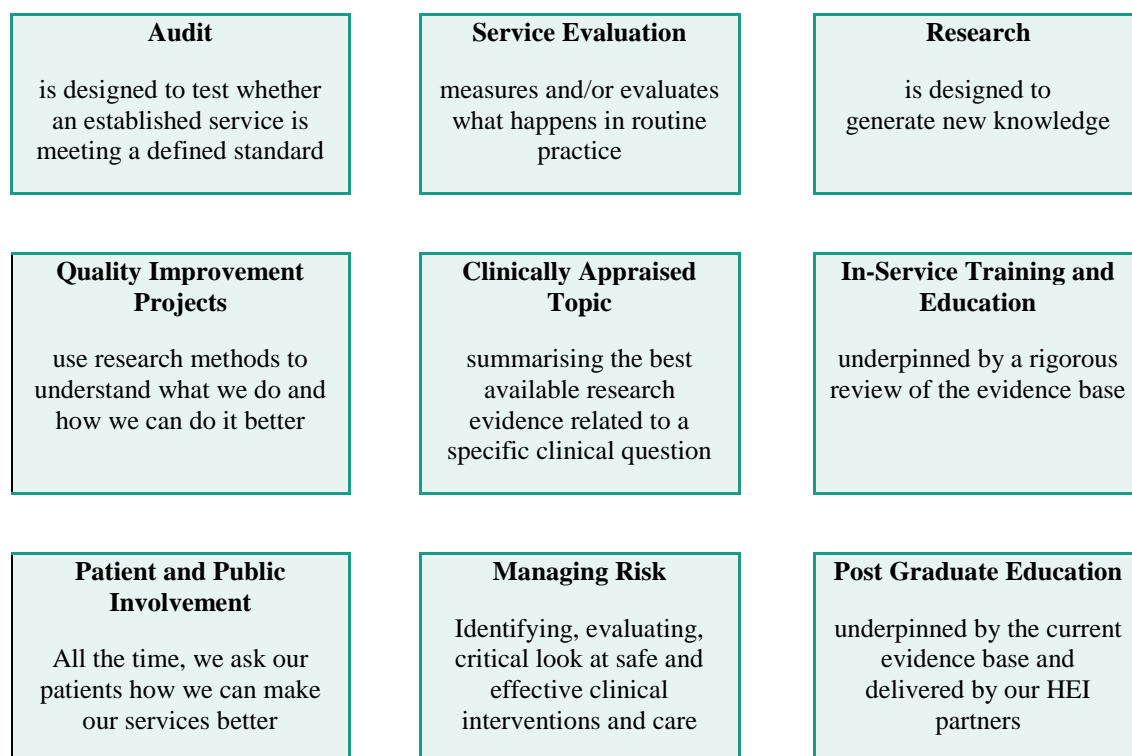 Audit
is designed to test whether
an established service is
meeting a defined standard
Service Evaluation
measures and/or evaluates
what happens in routine
practice
Research
is designed to
generate new knowledge
Quality Improvement
Projects
use research methods to
understand what we do and
how we can do it better
Clinically Appraised
Topic
summarising the best
available research
evidence related to a
specific clinical question
In-Service Training and
Education
underpinned by a rigorous
review of the evidence base
Patient and Public
Involvement
All the time, we ask our
patients how we can make
our services better
Managing Risk
Identifying, evaluating,
critical look at safe and
effective clinical
interventions and care
Post Graduate Education
underpinned by the current
evidence base and
delivered by our HEI
partners